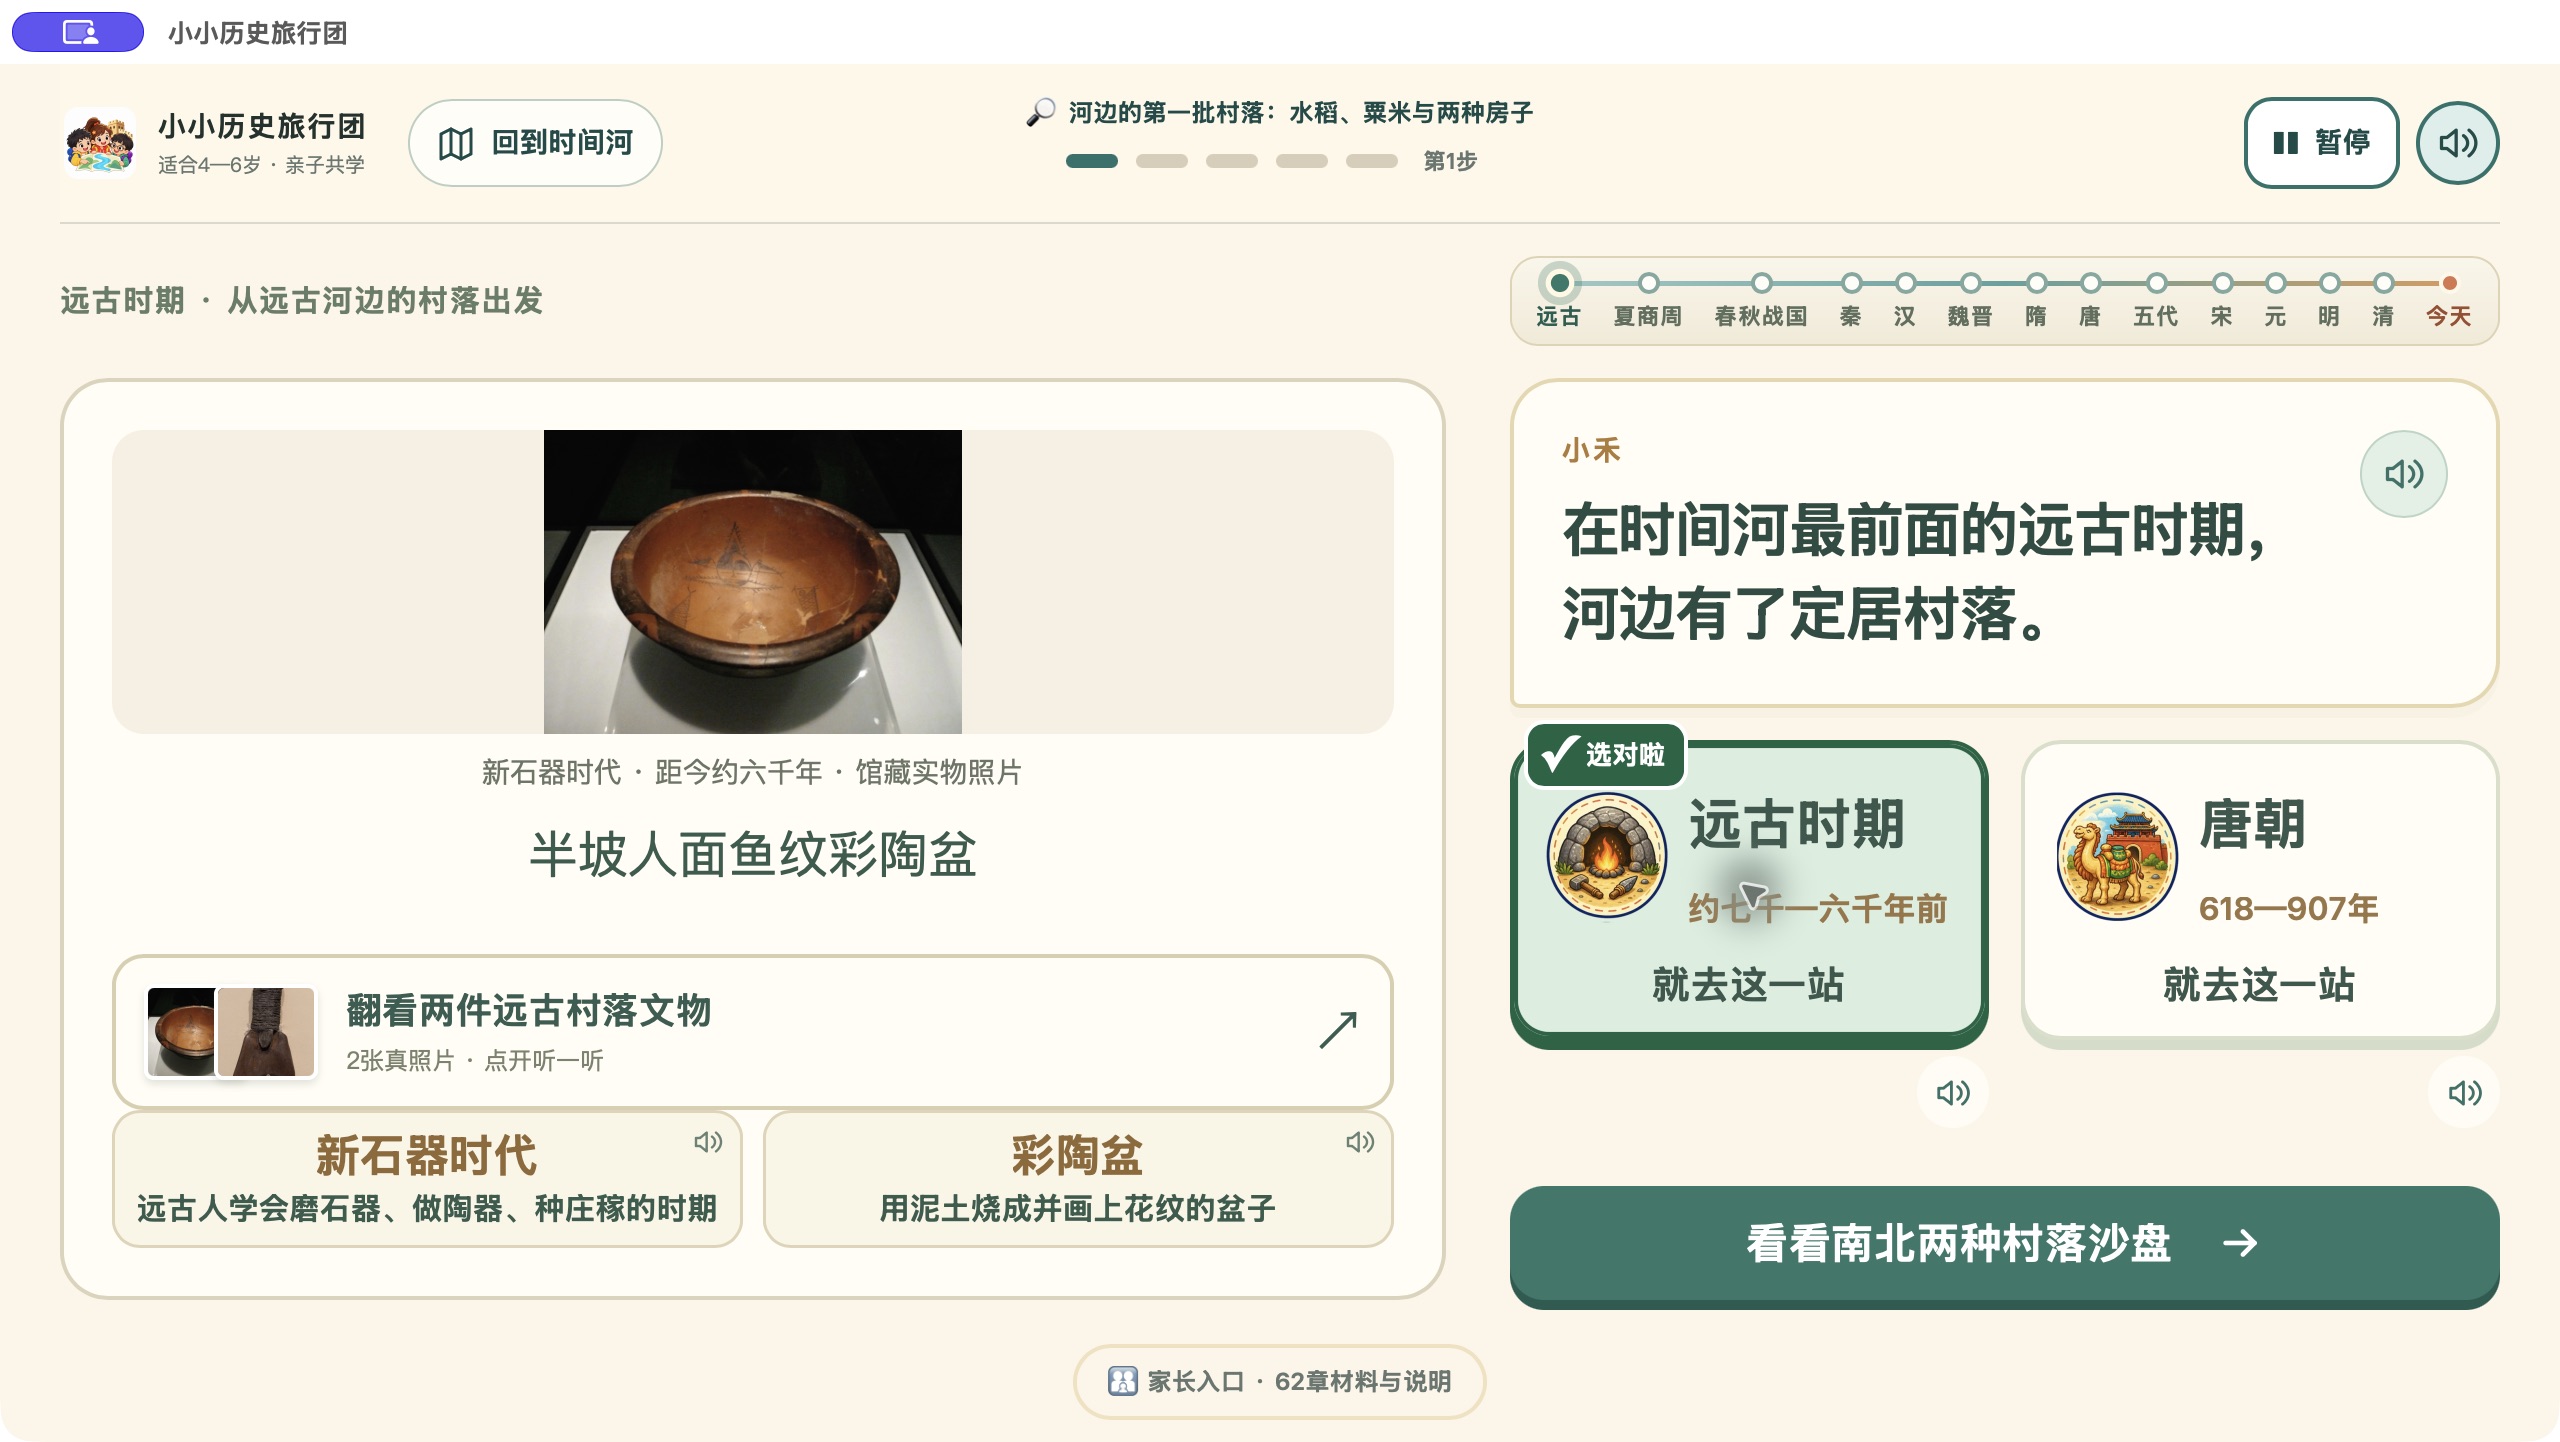 小小历史旅行团
小小历史旅行团
适合4—6岁 · 亲子共学
回到时间河
河边的第一批村落：水稻、粟米与两种房子
第1步
暂停
远古时期 · 从远古河边的村落出发
远古 夏商周 春秋战国 秦 汉 魏晋 隋 唐 五代 宋 元 明 清 今天
新石器时代 · 距今约六千年 · 馆藏实物照片
半坡人面鱼纹彩陶盆
翻看两件远古村落文物
2张真照片 · 点开听一听
新石器时代
远古人学会磨石器、做陶器、种庄稼的时期
彩陶盆
用泥土烧成并画上花纹的盆子
小禾
在时间河最前面的远古时期，
河边有了定居村落。
选对啦
远古时期
约七千—六千年前
就去这一站
唐朝
618—907年
就去这一站
看看南北两种村落沙盘
家长入口 · 62章材料与说明